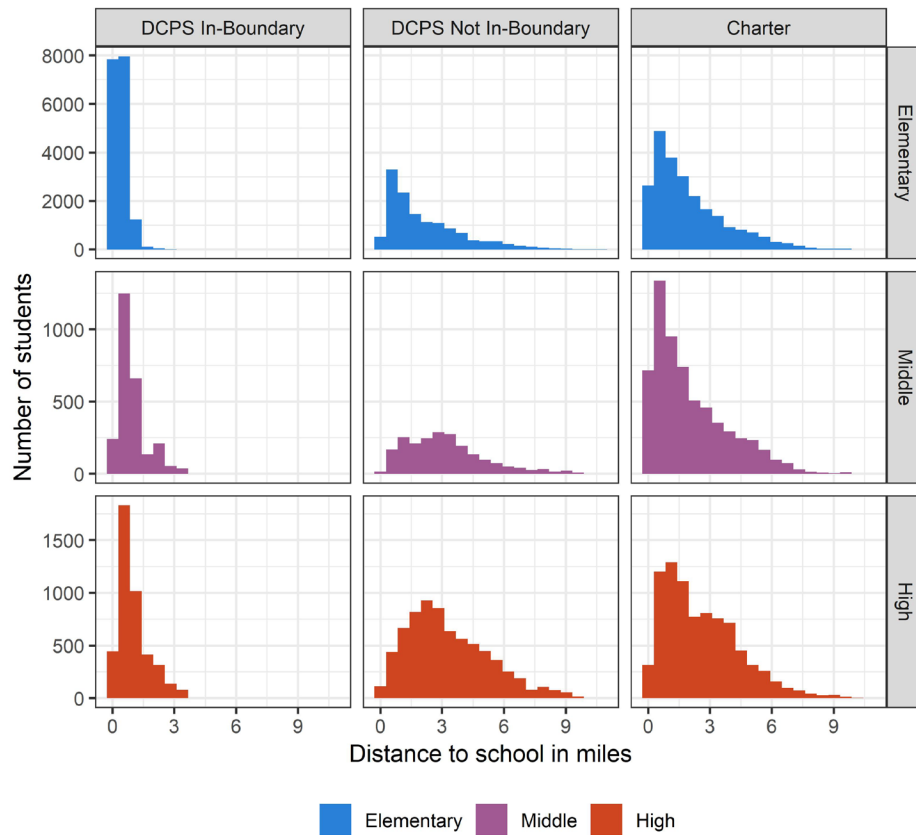 DCPS In-Boundary DCPS Not In-Boundary Charter
8000
6000
4000
2000
0
Elementary
1000
500
0
Middle
1500
1000
500
0
High
Number of students
0 3 6 9 0 3 6 9 0 3 6 9
Distance to school in miles
Elementary Middle High